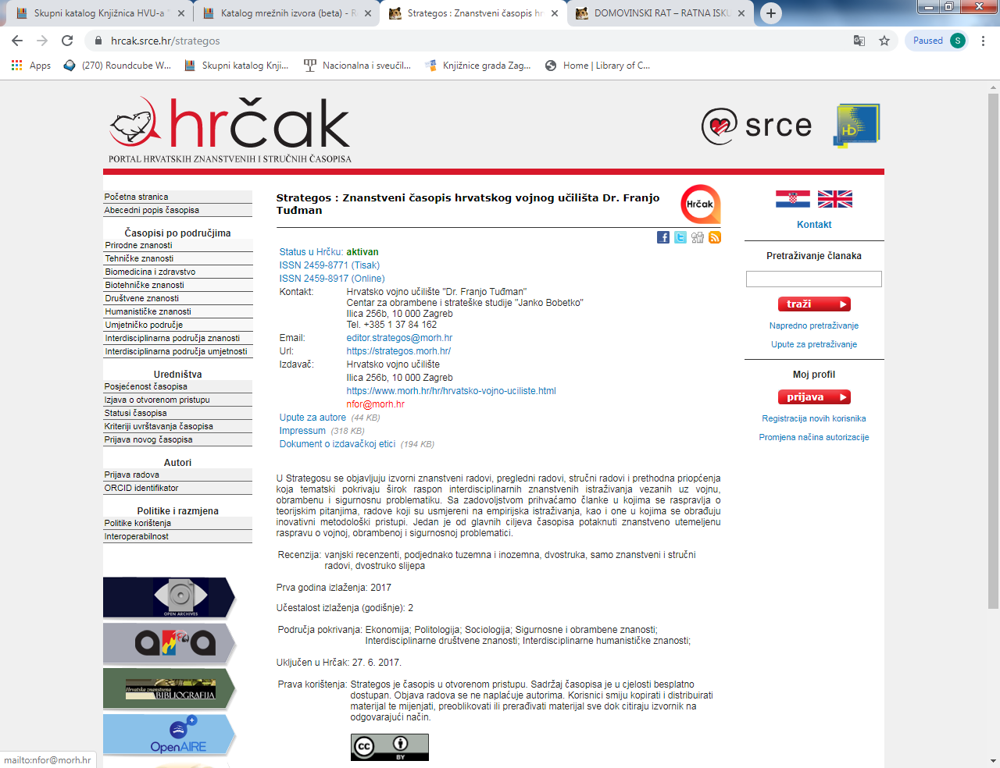 Skupni katalog Knjižnica HVU-a
Katalog mrežnih izvora (beta) - R
Strategos : Znanstveni časopis hr
DOMOVINSKI RAT – RATNA ISKU
hrcak.srce.hr/strategos
Paused
S
Apps
(270) Roundcube W...
Skupni katalog Knji...
Nacionalna i sveučil...
Knjižnice grada Zag...
Home | Library of C...
hrčak
PORTAL HRVATSKIH ZNANSTVENIH I STRUČNIH ČASOPISA
srce
HD
Početna stranica
Abecedni popis časopisa
Časopisi po područjima
Prirodne znanosti
Tehničke znanosti
Biomedicina i zdravstvo
Biotehničke znanosti
Društvene znanosti
Humanističke znanosti
Umjetničko područje
Interdisciplinarna područja znanosti
Interdisciplinarna područja umjetnosti
Uredništva
Posjećenost časopisa
Izjava o otvorenom pristupu
Statusi časopisa
Kriteriji uvrštavanja časopisa
Prijava novog časopisa
Autori
Prijava radova
ORCID identifikator
Politike i razmjena
Politike korištenja
Interoperabilnost
OPEN ARCHIVES
Hrvatska znanstvena
BIBLIOGRAFIJA
OpenAIRE
Strategos : Znanstveni časopis hrvatskog vojnog učilišta Dr. Franjo
Tuđman
Hrčak
Status u Hrčku: aktivan
ISSN 2459-8771 (Tisak)
ISSN 2459-8917 (Online)
Kontakt: Hrvatsko vojno učilište "Dr. Franjo Tuđman"
Centar za obrambene i strateške studije "Janko Bobetko"
Ilica 256b, 10 000 Zagreb
Tel. +385 1 37 84 162
Email: editor.strategos@morh.hr
Url: https://strategos.morh.hr/
Izdavač: Hrvatsko vojno učilište
Ilica 256b, 10 000 Zagreb
https://www.morh.hr/hr/hrvatsko-vojno-uciliste.html
nfor@morh.hr
Upute za autore (44 KB)
Impressum (318 KB)
Dokument o izdavačkoj etici (194 KB)
U Strategosu se objavljuju izvorni znanstveni radovi, pregledni radovi, stručni radovi i prethodna priopćenja
koja tematski pokrivaju širok raspon interdisciplinarnih znanstvenih istraživanja vezanih uz vojnu,
obrambenu i sigurnosnu problematiku. Sa zadovoljstvom prihvaćamo članke u kojima se raspravlja o
teorijskim pitanjima, radove koji su usmjereni na empirijska istraživanja, kao i one u kojima se obrađuju
inovativni metodološki pristupi. Jedan je od glavnih ciljeva časopisa potaknuti znanstveno utemeljenu
raspravu o vojnoj, obrambenoj i sigurnosnoj problematici.
Recenzija: vanjski recenzenti, podjednako tuzemna i inozemna, dvostruka, samo znanstveni i stručni
radovi, dvostruko slijepa
Prva godina izlaženja: 2017
Učestalost izlaženja (godišnje): 2
Područja pokrivanja: Ekonomija; Politologija; Sociologija; Sigurnosne i obrambene znanosti;
Interdisciplinarne društvene znanosti; Interdisciplinarne humanističke znanosti;
Uključen u Hrčak: 27. 6. 2017.
Prava korištenja: Strategos je časopis u otvorenom pristupu. Sadržaj časopisa je u cjelosti besplatno
dostupan. Objava radova se ne naplaćuje autorima. Korisnici smiju kopirati i distribuirati
materijal te mijenjati, preoblikovati ili prerađivati materijal sve dok citiraju izvornik na
odgovarajući način.
cc BY
Kontakt
Pretraživanje članaka
traži
Napredno pretraživanje
Upute za pretraživanje
Moj profil
prijava
Registracija novih korisnika
Promjena načina autorizacije
mailto:nfor@morh.hr